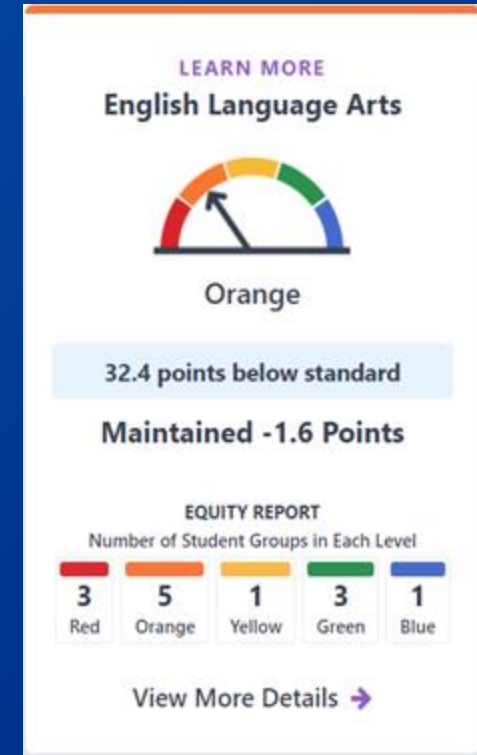 LEARN MORE
English Language Arts
Orange
32.4 points below standard
Maintained -1.6 Points
EQUITY REPORT
Number of Student Groups in Each Level
3 5 1 3 1
Red Orange Yellow Green Blue
View More Details →